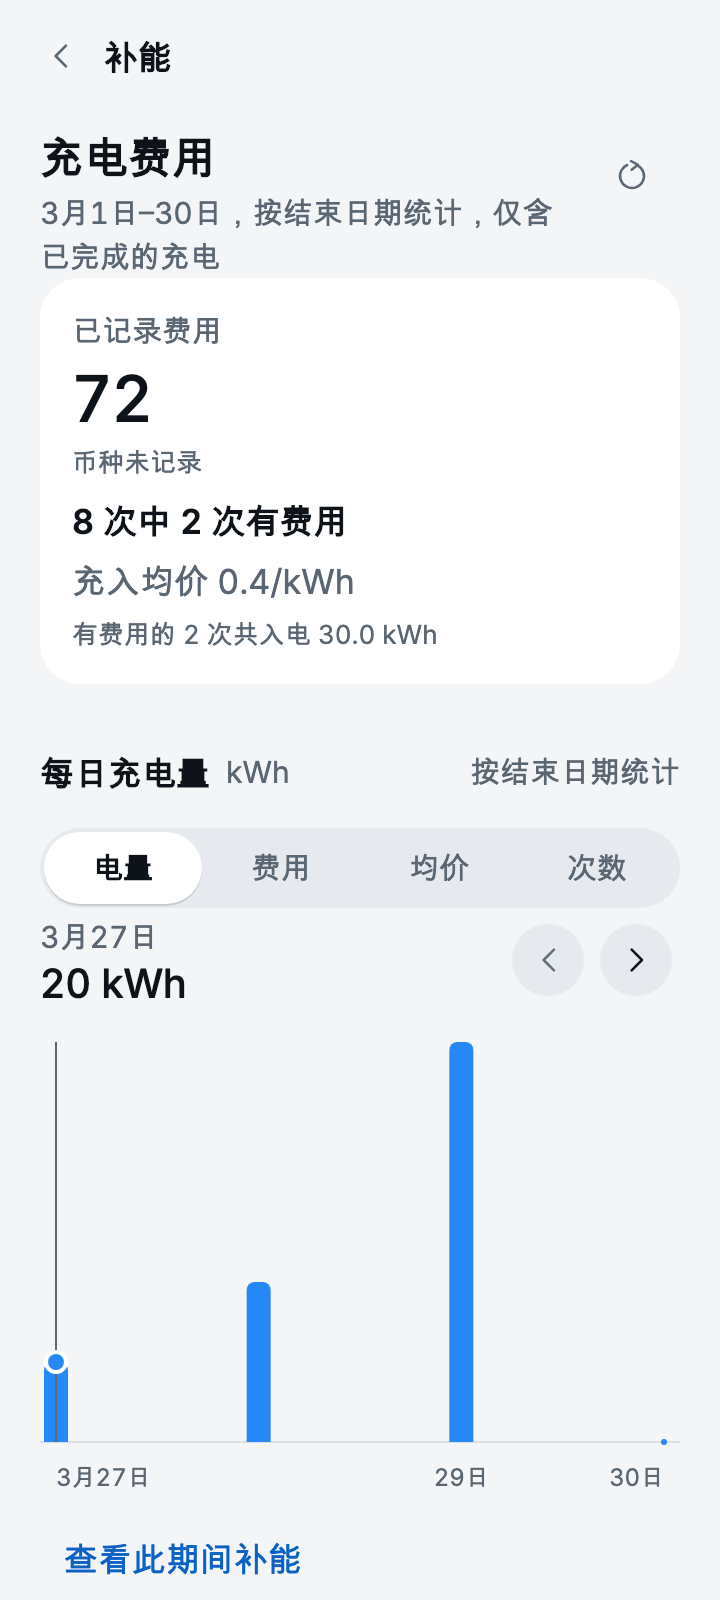 补能
充电费用
3月1日–30日，按结束日期统计，仅含
已完成的充电
已记录费用
72
币种未记录
8 次中 2 次有费用
充入均价 0.4/kWh
有费用的 2 次共入电 30.0 kWh
每日充电量 kWh 按结束日期统计
电量 费用 均价 次数
3月27日
20 kWh
3月27日 29日 30日
查看此期间补能